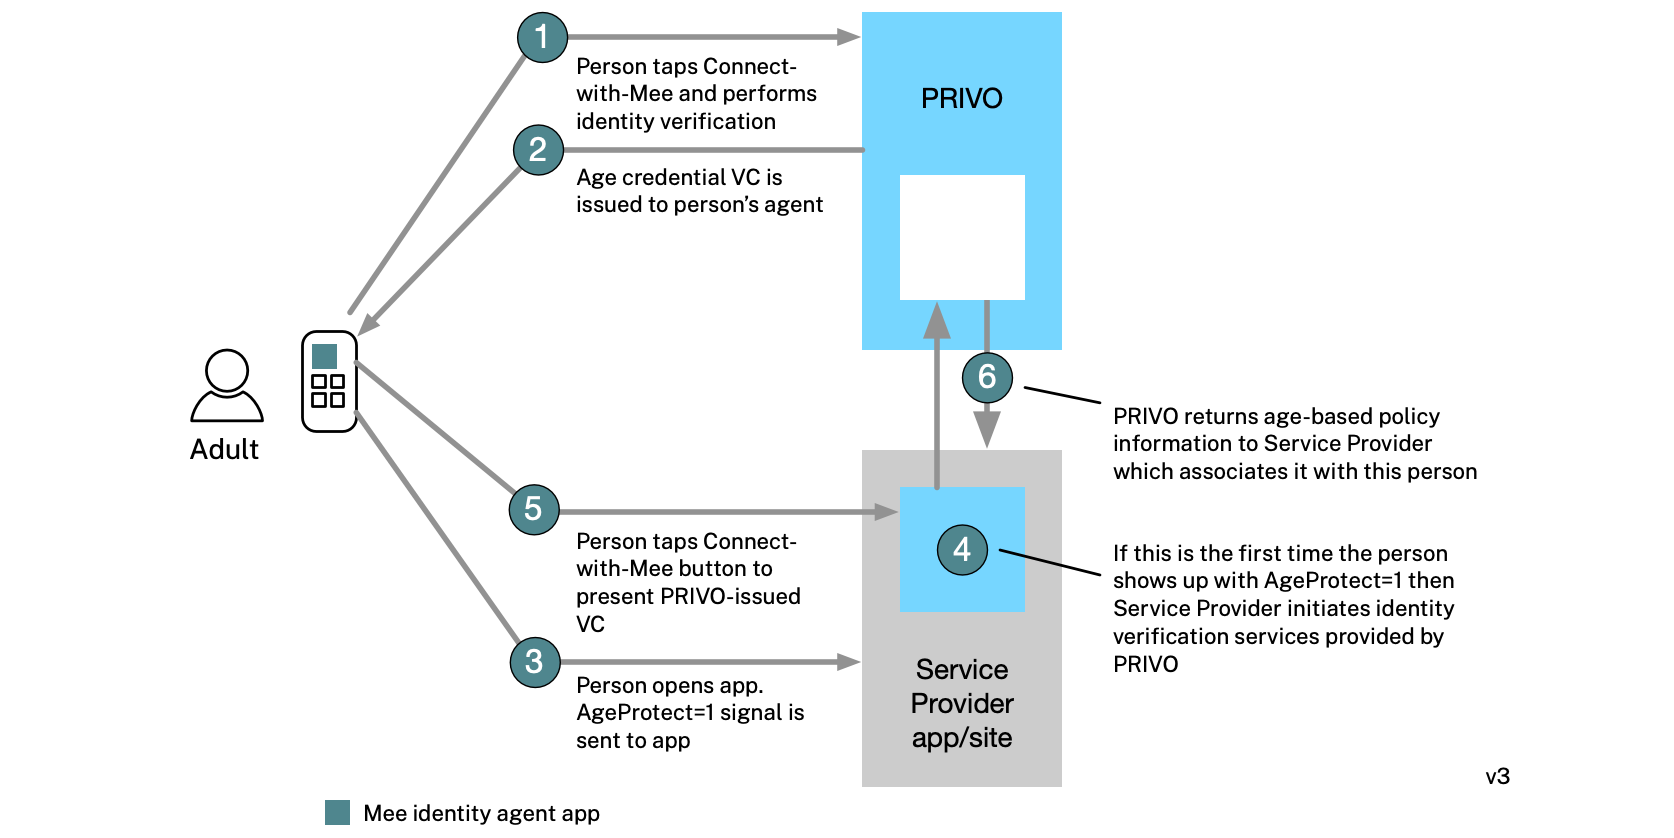 1
Person taps Connect-
with-Mee and performs
identity verification
PRIVO
2
Age credential VC is
issued to person’s agent
Adult
6
PRIVO returns age-based policy
information to Service Provider
which associates it with this person
5
Person taps Connect-
with-Mee button to
present PRIVO-issued
VC
4
If this is the first time the person
shows up with AgeProtect=1 then
Service Provider initiates identity
verification services provided by
PRIVO
3
Person opens app.
AgeProtect=1 signal is
sent to app
Service
Provider
app/site
v3
Mee identity agent app